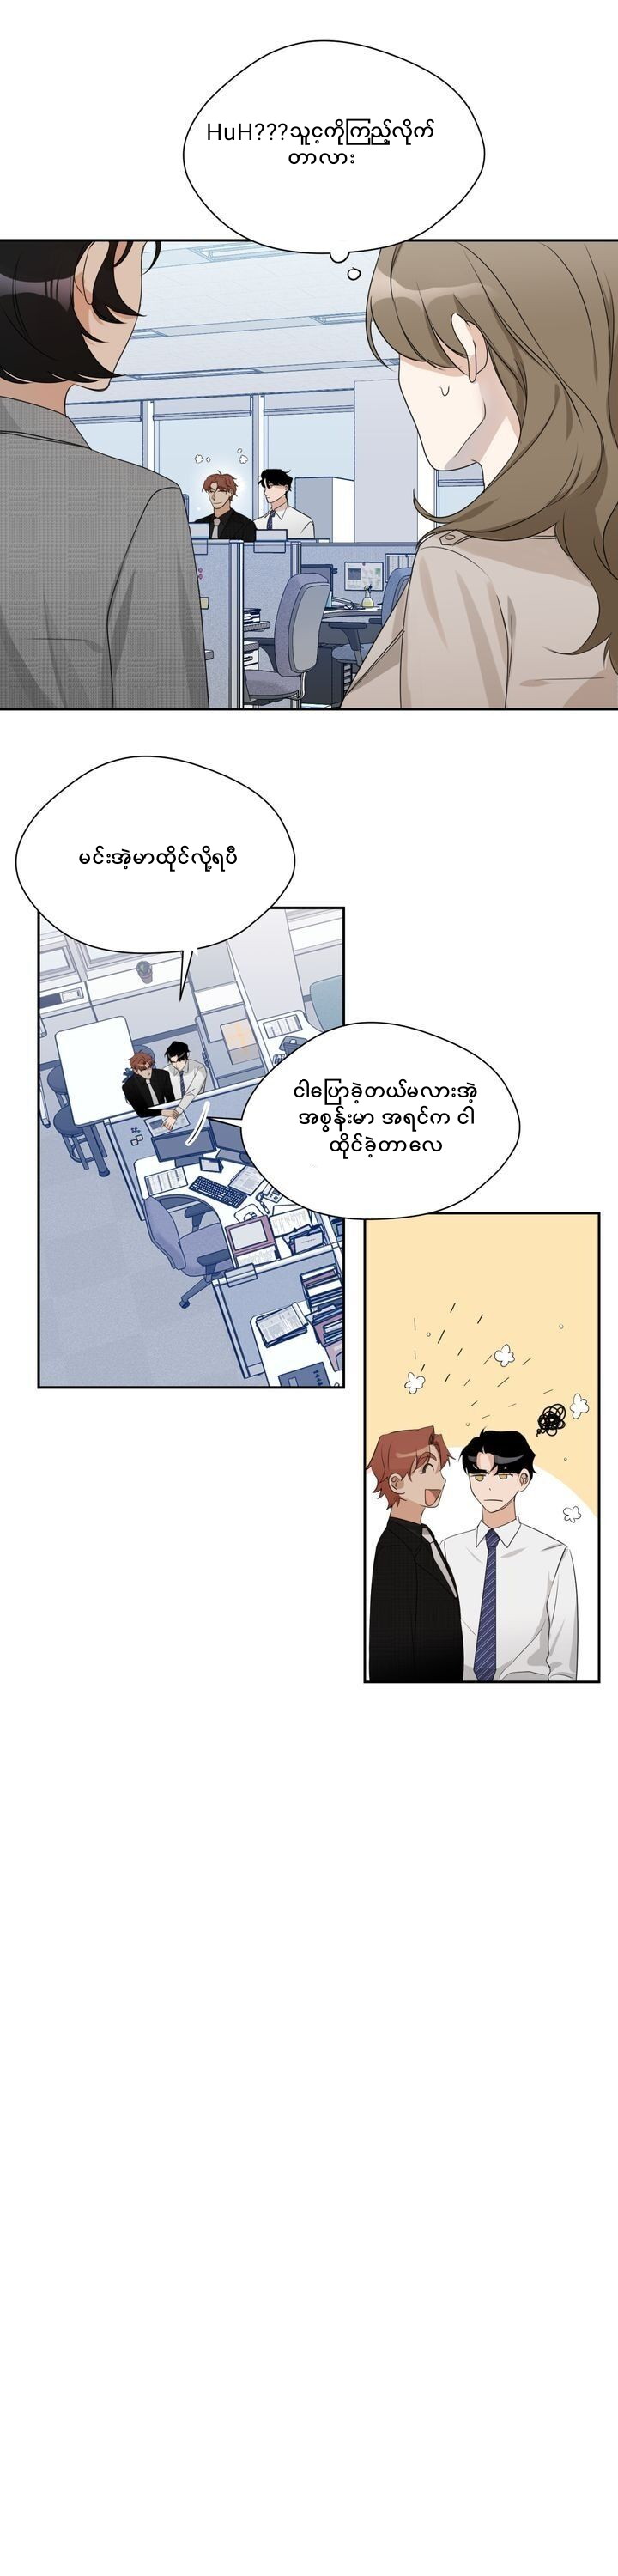 HuH???သူငှကိုကြည့်လိုက်
တာလား
မင်းအဲ့မာထိုင်လို့ရပီ
ငါပြောခဲ့တယ်မလားအဲ့
အစွန်းမာ အရင်က ငါ
ထိုင်ခဲ့တာလေ